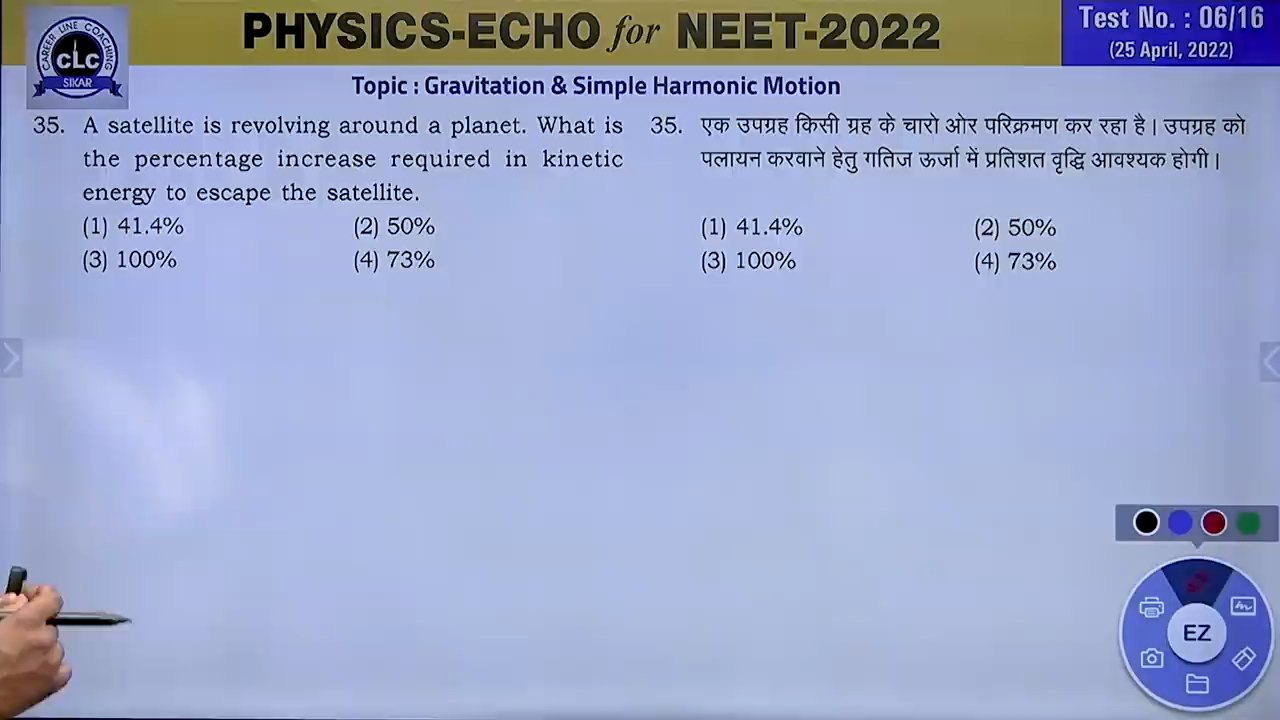 CAREER LINE COACHING
CLC
SIKAR
PHYSICS-ECHO for NEET-2022
Test No. : 06/16
(25 April, 2022)
Topic : Gravitation & Simple Harmonic Motion
35. A satellite is revolving around a planet. What is
the percentage increase required in kinetic
energy to escape the satellite.
(1) 41.4% (2) 50%
(3) 100% (4) 73%
35. एक उपग्रह किसी ग्रह के चारो ओर परिक्रमण कर रहा है। उपग्रह को
पलायन करवाने हेतु गतिज ऊर्जा में प्रतिशत वृद्धि आवश्यक होगी।
(1) 41.4% (2) 50%
(3) 100% (4) 73%
EZ